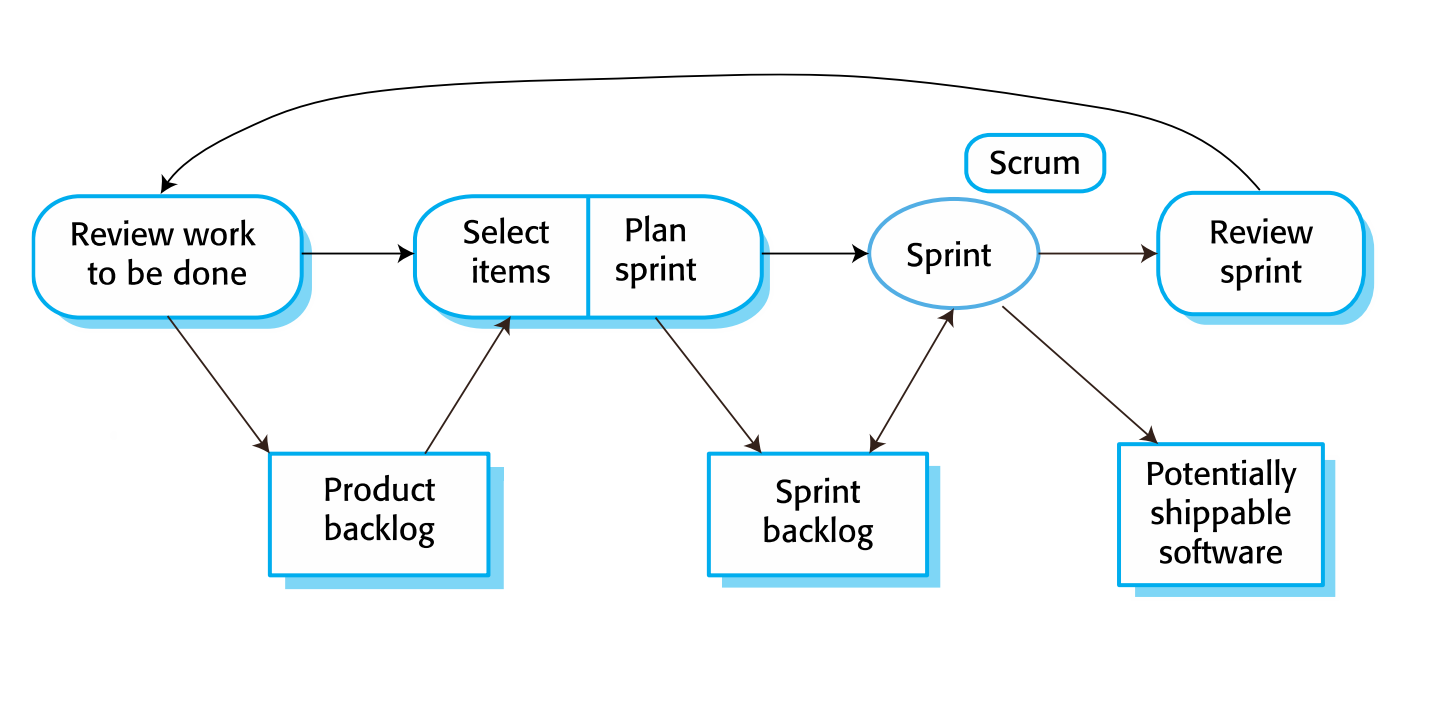 Scrum
Review work
to be done
Select
items
Plan
sprint
Sprint
Review
sprint
Product
backlog
Sprint
backlog
Potentially
shippable
software